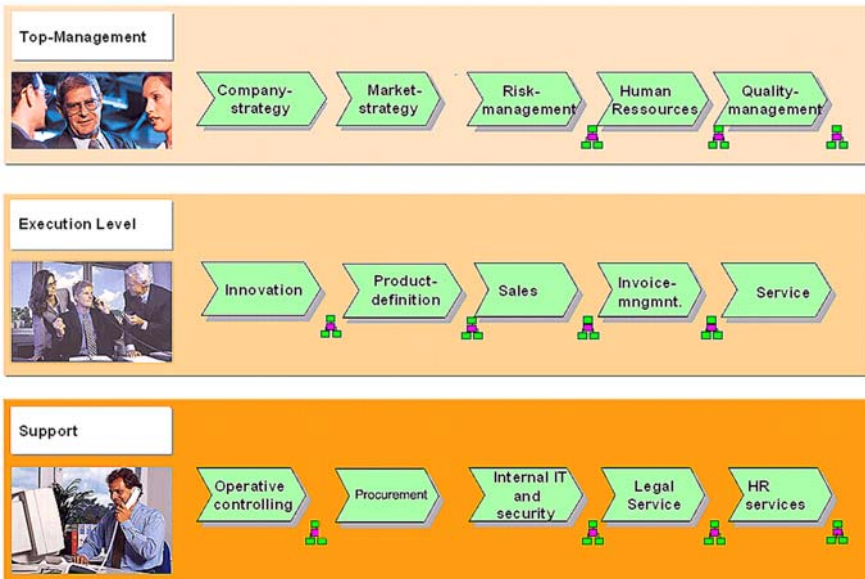 Top-Management
Company-
strategy
Market-
strategy
Risk-
management
Human
Ressources
Quality-
management
Execution Level
Innovation
Product-
definition
Sales
Invoice-
mngmnt.
Service
Support
Operative
controlling
Procurement
Internal IT
and
security
Legal
Service
HR
services